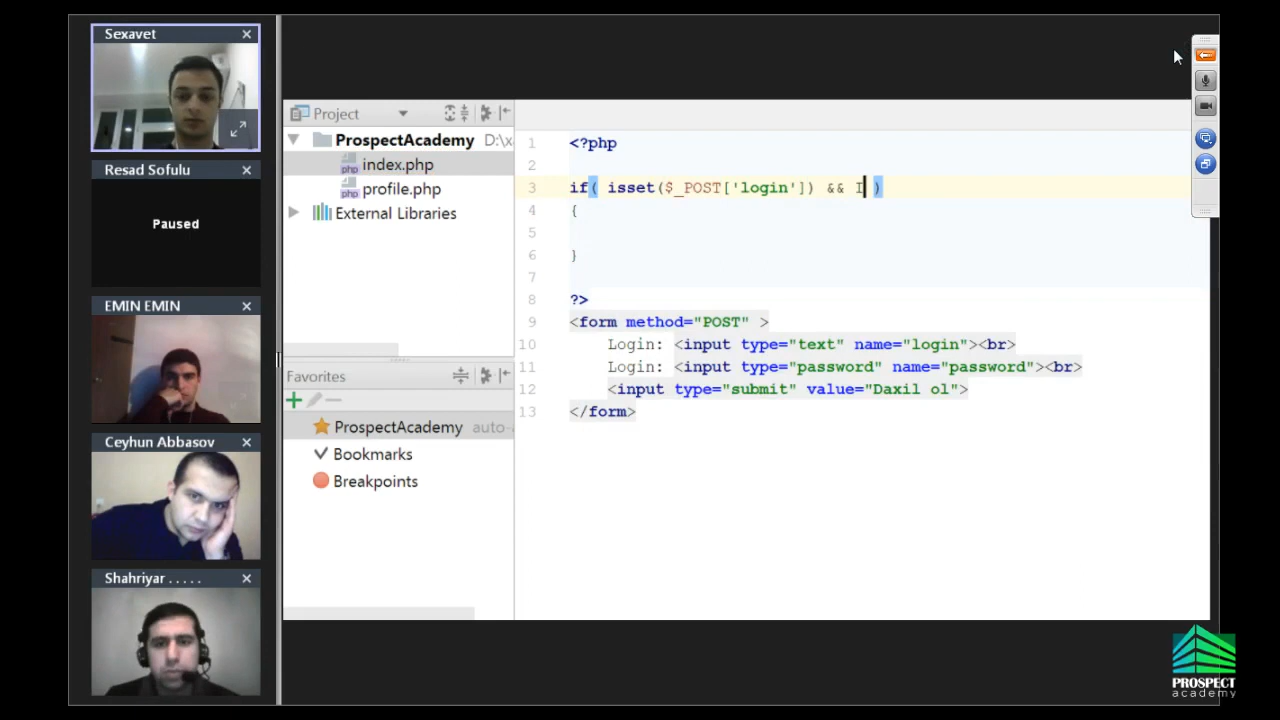 Sexavet
Resad Sofulu
Paused
EMIN EMIN
Ceyhun Abbasov
Shahriyar . . . . .
Project
ProspectAcademy D:\x
php index.php
php profile.php
External Libraries
Favorites
ProspectAcademy auto-
Bookmarks
Breakpoints
1 <?php
2
3 if( isset($_POST['login']) && I )
4 {
5
6 }
7
8 ?>
9 <form method="POST" >
10 Login: <input type="text" name="login"><br>
11 Login: <input type="password" name="password"><br>
12 <input type="submit" value="Daxil ol">
13 </form>
PROSPECT
academy